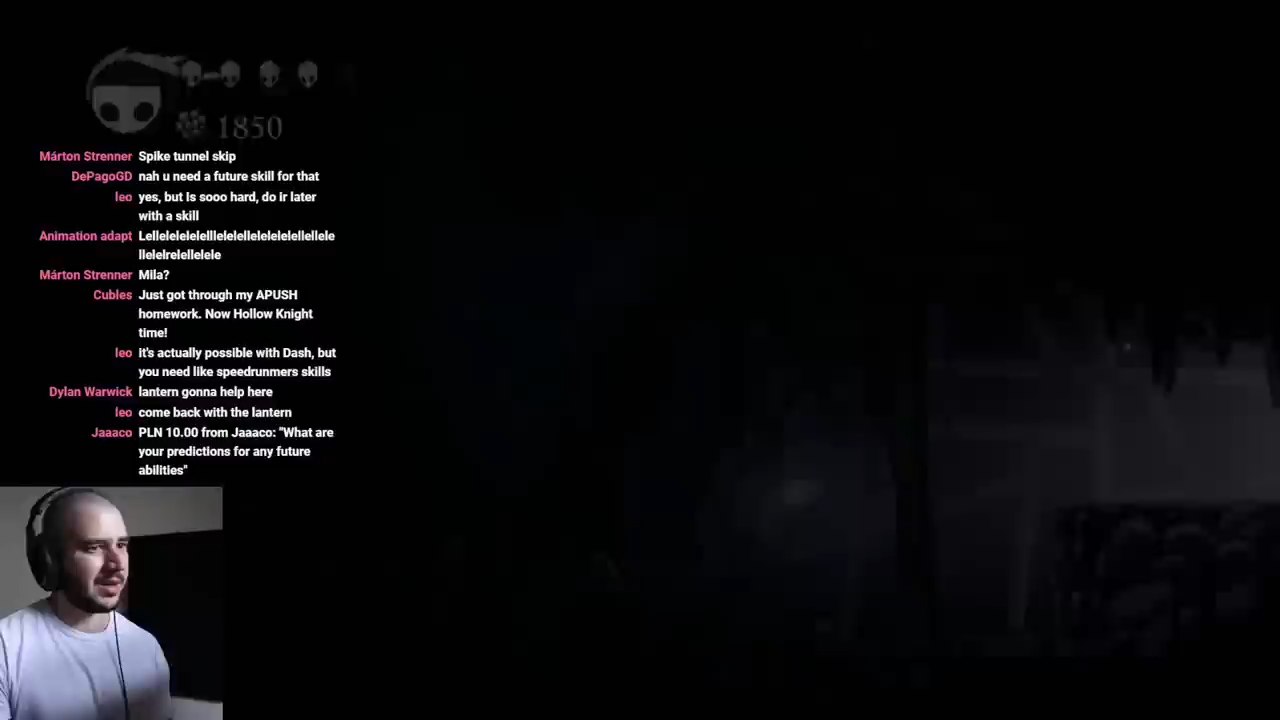 1850
Márton Strenner Spike tunnel skip
DePagoGD nah u need a future skill for that
leo yes, but Is sooo hard, do ir later
with a skill
Animation adapt Lellelelelelllelelellelelelelellellele
llelelrelellelele
Márton Strenner Mila?
Cubles Just got through my APUSH
homework. Now Hollow Knight
time!
leo it's actually possible with Dash, but
you need like speedrunmers skills
Dylan Warwick lantern gonna help here
leo come back with the lantern
Jaaaco PLN 10.00 from Jaaaco: "What are
your predictions for any future
abilities"